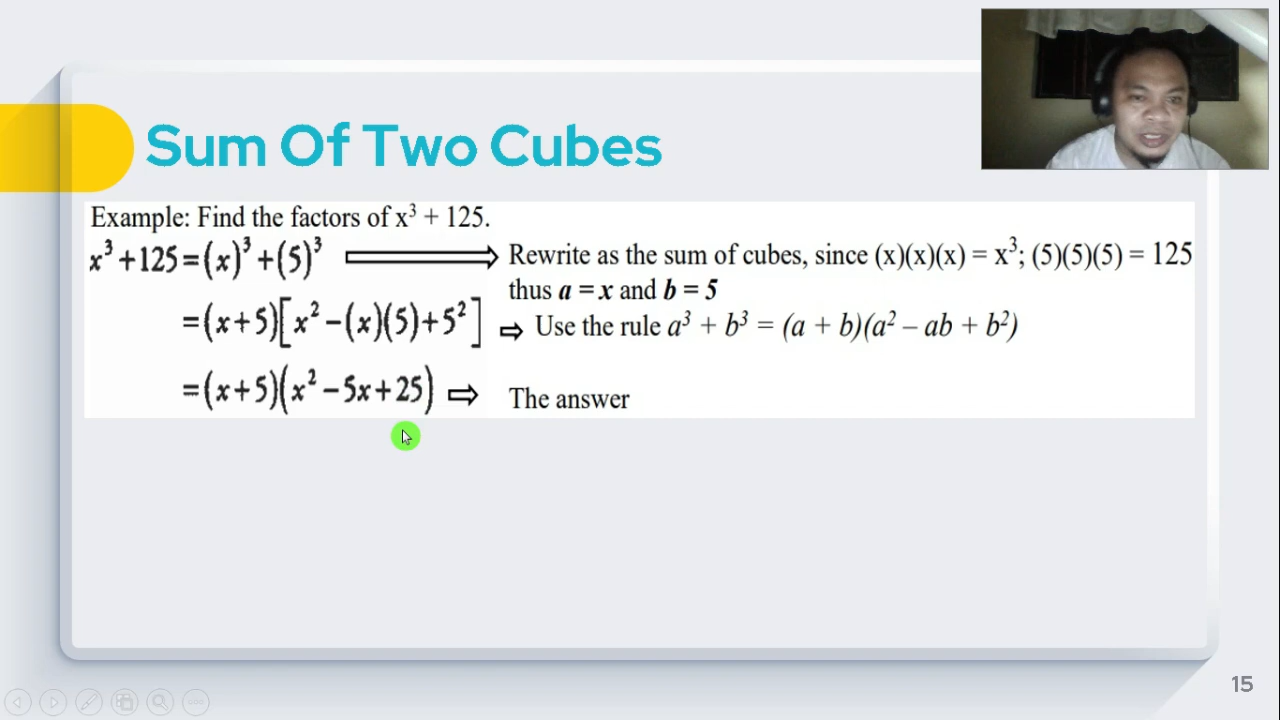 Sum Of Two Cubes
Example: Find the factors of x³ + 125.
x³ + 125 = (x)³ + (5)³ ⇒ Rewrite as the sum of cubes, since (x)(x)(x) = x³; (5)(5)(5) = 125
thus a = x and b = 5
= (x + 5)[x² − (x)(5) + 5²] ⇨ Use the rule a³ + b³ = (a + b)(a² – ab + b²)
= (x + 5)(x² − 5x + 25) ⇨ The answer
15